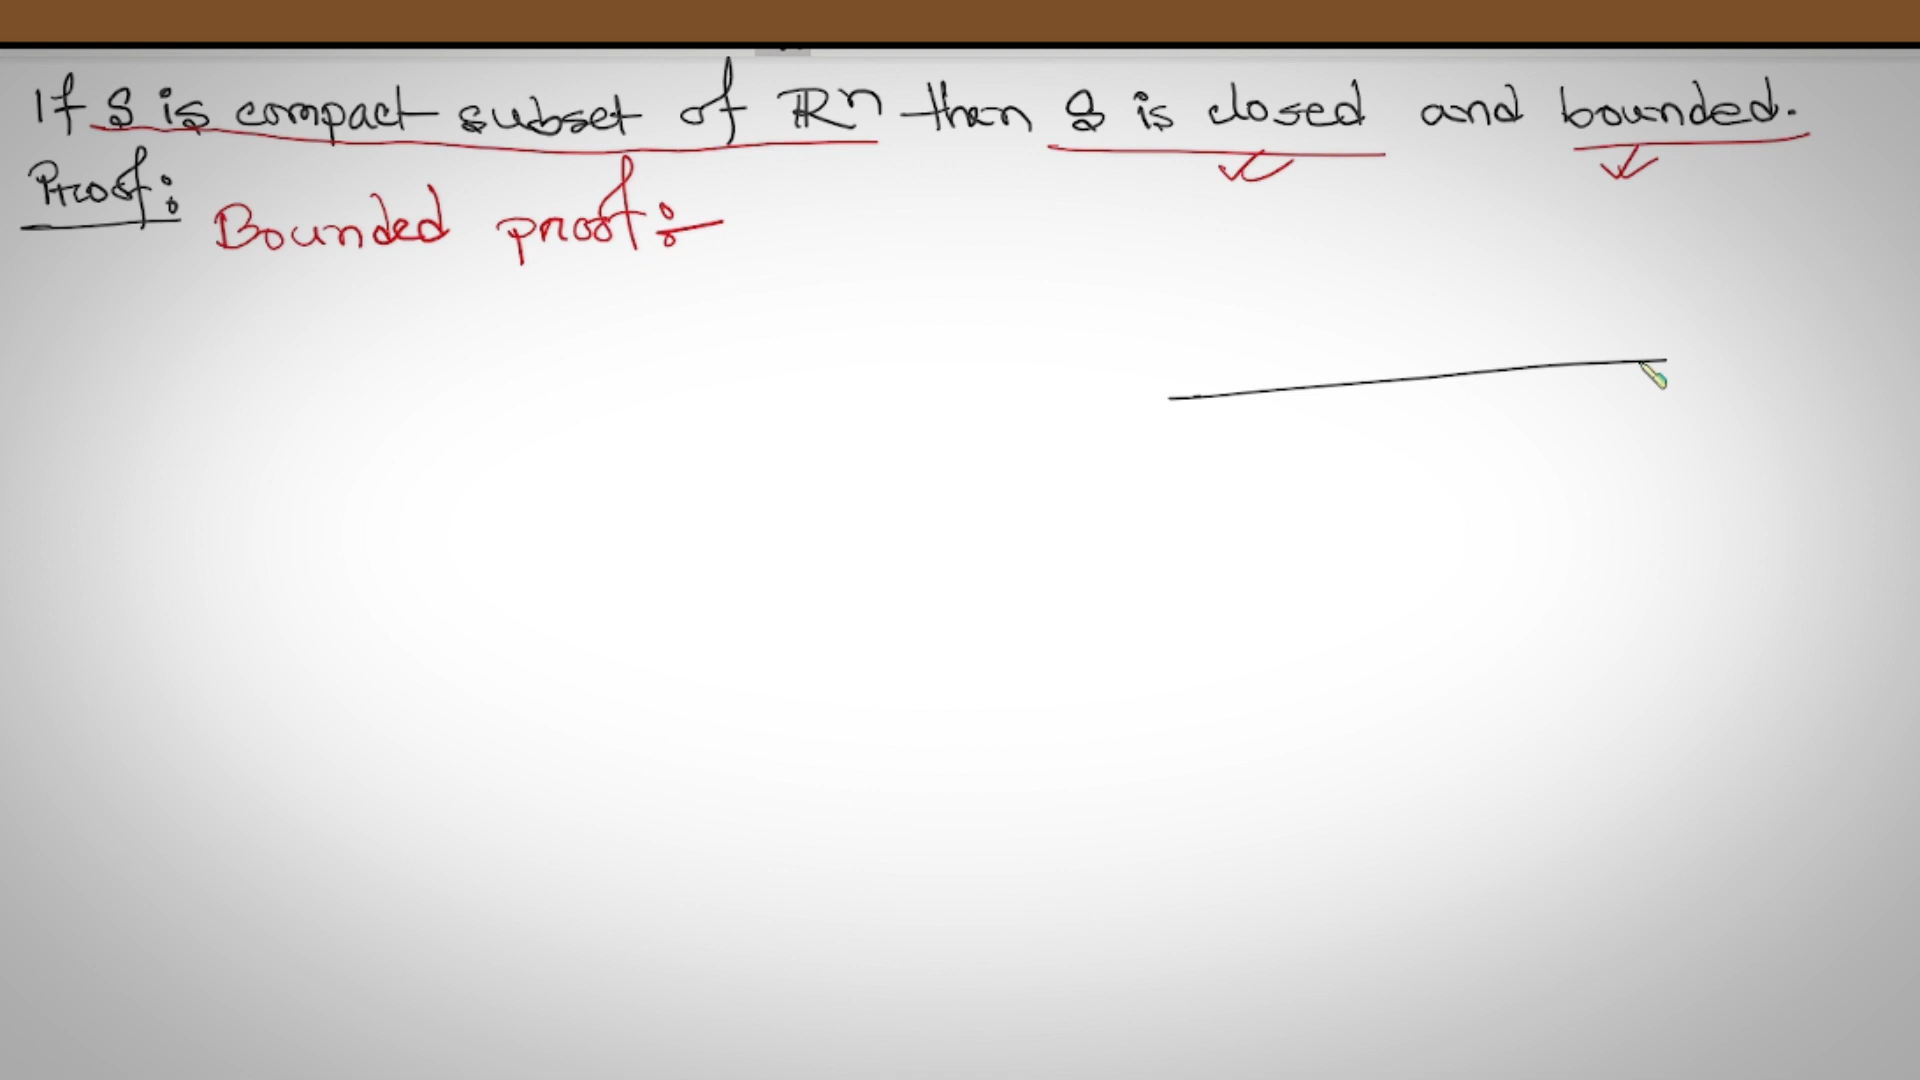 If S is compact subset of ℝⁿ then S is closed and bounded.
Proof:
Bounded proof:-